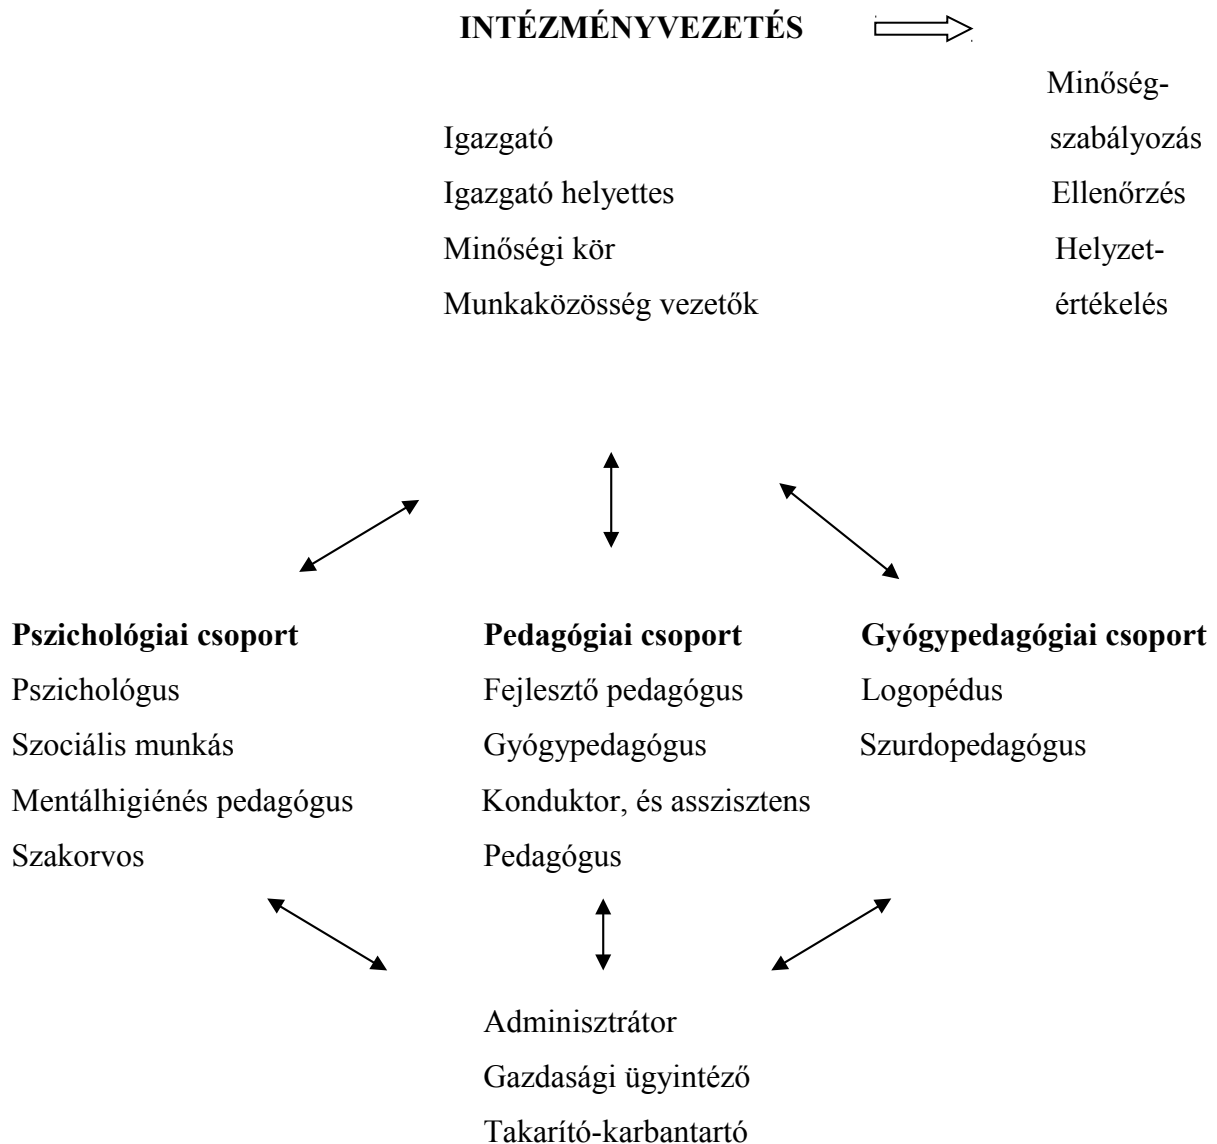 INTÉZMÉNYVEZETÉS
Minőség-
Igazgató szabályozás
Igazgató helyettes Ellenőrzés
Minőségi kör Helyzet-
Munkaközösség vezetők értékelés
Pszichológiai csoport Pedagógiai csoport Gyógypedagógiai csoport
Pszichológus Fejlesztő pedagógus Logopédus
Szociális munkás Gyógypedagógus Szurdopedagógus
Mentálhigiénés pedagógus Konduktor, és asszisztens
Szakorvos Pedagógus
Adminisztrátor
Gazdasági ügyintéző
Takarító-karbantartó